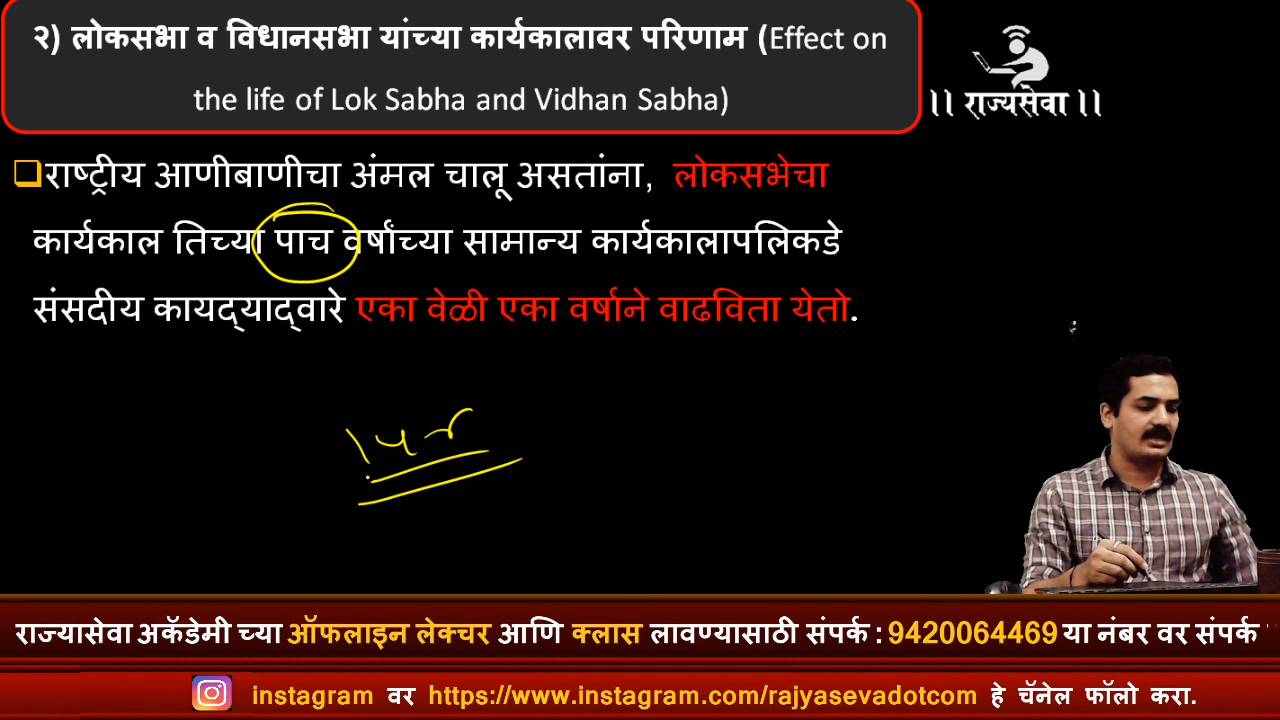 २) लोकसभा व विधानसभा यांच्या कार्यकालावर परिणाम (Effect on
the life of Lok Sabha and Vidhan Sabha)
।। राज्यसेवा ।।
राष्ट्रीय आणीबाणीचा अंमल चालू असतांना, लोकसभेचा
कार्यकाल तिच्या पाच वर्षांच्या सामान्य कार्यकालापलिकडे
संसदीय कायद्याद्वारे एका वेळी एका वर्षाने वाढविता येतो.
राज्यासेवा अकॅडेमी च्या ऑफलाइन लेक्चर आणि क्लास लावण्यासाठी संपर्क : 9420064469 या नंबर वर संपर्क
instagram वर https://www.instagram.com/rajyasevadotcom हे चॅनेल फॉलो करा.